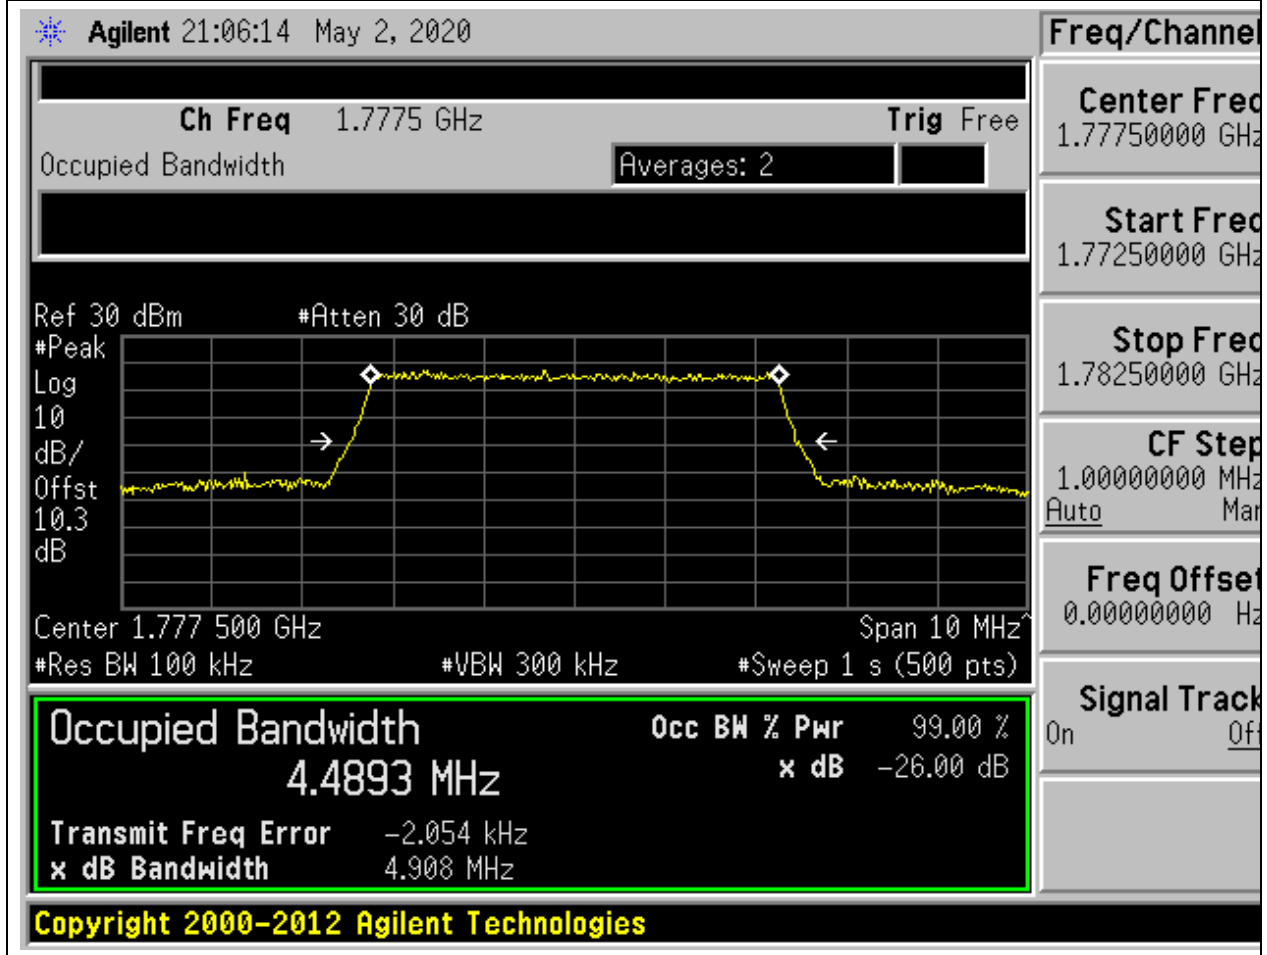 Agilent 21:06:14 May 2, 2020
Ch Freq 1.7775 GHz Trig Free
Occupied Bandwidth Averages: 2
Ref 30 dBm #Atten 30 dB
#Peak
Log
10
dB/
Offst
10.3
dB
Center 1.777 500 GHz Span 10 MHz^
#Res BW 100 kHz #VBW 300 kHz #Sweep 1 s (500 pts)
Occupied Bandwidth Occ BW % Pwr 99.00 %
4.4893 MHz x dB -26.00 dB
Transmit Freq Error -2.054 kHz
x dB Bandwidth 4.908 MHz
Copyright 2000-2012 Agilent Technologies
Freq/Channel
Center Freq
1.77750000 GHz
Start Freq
1.77250000 GHz
Stop Freq
1.78250000 GHz
CF Step
1.00000000 MHz
Auto Man
Freq Offset
0.00000000 Hz
Signal Track
On Off